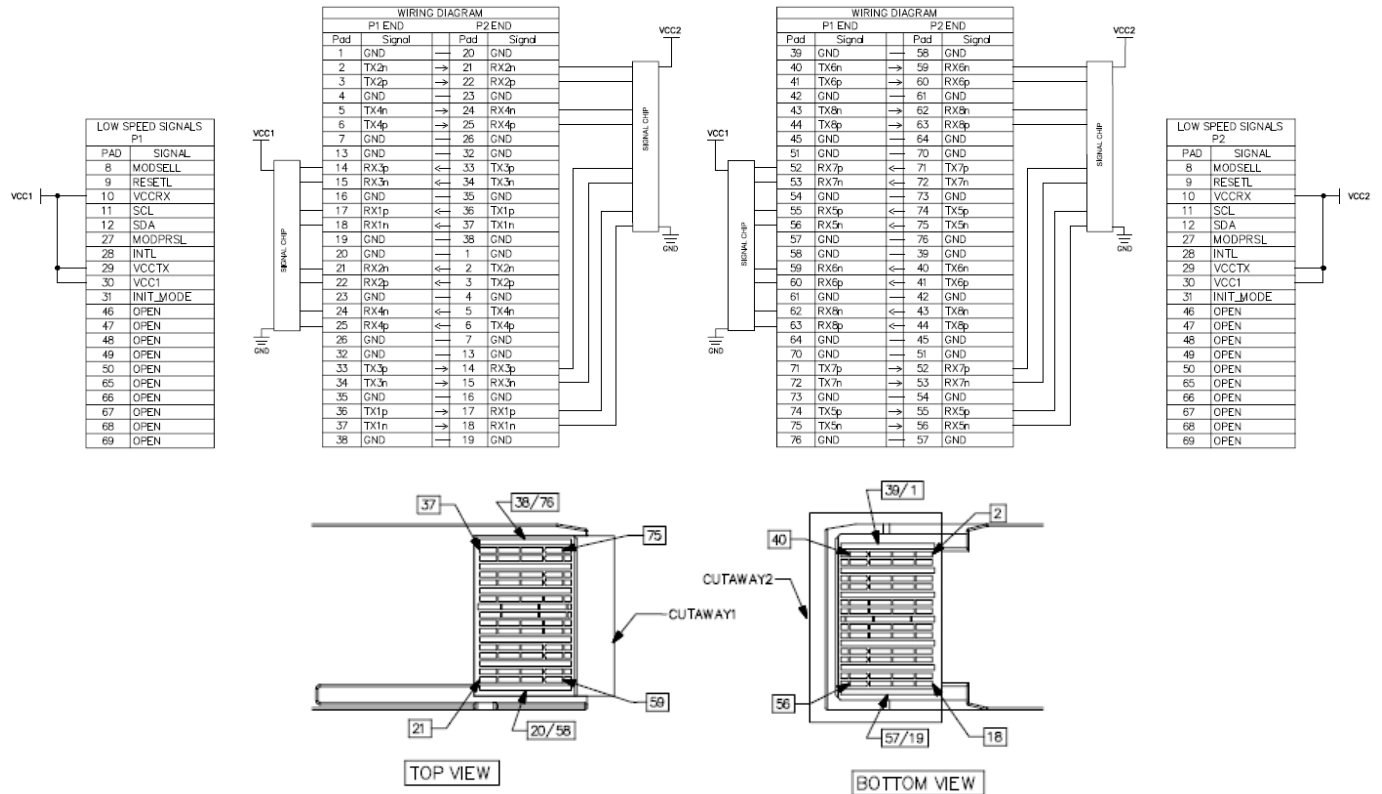 WIRING DIAGRAM
P1 END P2 END
Pad Signal Pad Signal
1 GND — 20 GND
2 TX2n → 21 RX2n
3 TX2p → 22 RX2p
4 GND — 23 GND
5 TX4n → 24 RX4n
6 TX4p → 25 RX4p
7 GND — 26 GND
13 GND — 32 GND
14 RX3p ← 33 TX3p
15 RX3n ← 34 TX3n
16 GND — 35 GND
17 RX1p ← 36 TX1p
18 RX1n ← 37 TX1n
19 GND — 38 GND
20 GND — 1 GND
21 RX2n ← 2 TX2n
22 RX2p ← 3 TX2p
23 GND — 4 GND
24 RX4n ← 5 TX4n
25 RX4p ← 6 TX4p
26 GND — 7 GND
32 GND — 13 GND
33 TX3p → 14 RX3p
34 TX3n → 15 RX3n
35 GND — 16 GND
36 TX1p → 17 RX1p
37 TX1n → 18 RX1n
38 GND — 19 GND
VCC2
SIGNAL CHIP
GND
VCC1
SIGNAL CHIP
GND
LOW SPEED SIGNALS
P1
PAD SIGNAL
8 MODSELL
9 RESETL
10 VCCRX
11 SCL
12 SDA
27 MODPRSL
28 INTL
29 VCCTX
30 VCC1
31 INIT_MODE
46 OPEN
47 OPEN
48 OPEN
49 OPEN
50 OPEN
65 OPEN
66 OPEN
67 OPEN
68 OPEN
69 OPEN
VCC1
WIRING DIAGRAM
P1 END P2 END
Pad Signal Pad Signal
39 GND — 58 GND
40 TX6n → 59 RX6n
41 TX6p → 60 RX6p
42 GND — 61 GND
43 TX8n → 62 RX8n
44 TX8p → 63 RX8p
45 GND — 64 GND
51 GND — 70 GND
52 RX7p ← 71 TX7p
53 RX7n ← 72 TX7n
54 GND — 73 GND
55 RX5p ← 74 TX5p
56 RX5n ← 75 TX5n
57 GND — 76 GND
58 GND — 39 GND
59 RX6n ← 40 TX6n
60 RX6p ← 41 TX6p
61 GND — 42 GND
62 RX8n ← 43 TX8n
63 RX8p ← 44 TX8p
64 GND — 45 GND
70 GND — 51 GND
71 TX7p → 52 RX7p
72 TX7n → 53 RX7n
73 GND — 54 GND
74 TX5p → 55 RX5p
75 TX5n → 56 RX5n
76 GND — 57 GND
VCC2
SIGNAL CHIP
GND
VCC1
SIGNAL CHIP
GND
LOW SPEED SIGNALS
P2
PAD SIGNAL
8 MODSELL
9 RESETL
10 VCCRX
11 SCL
12 SDA
27 MODPRSL
28 INTL
29 VCCTX
30 VCC1
31 INIT_MODE
46 OPEN
47 OPEN
48 OPEN
49 OPEN
50 OPEN
65 OPEN
66 OPEN
67 OPEN
68 OPEN
69 OPEN
VCC2
37
38/76
75
CUTAWAY1
59
21
20/58
TOP VIEW
39/1
2
40
CUTAWAY2
56
57/19
18
BOTTOM VIEW